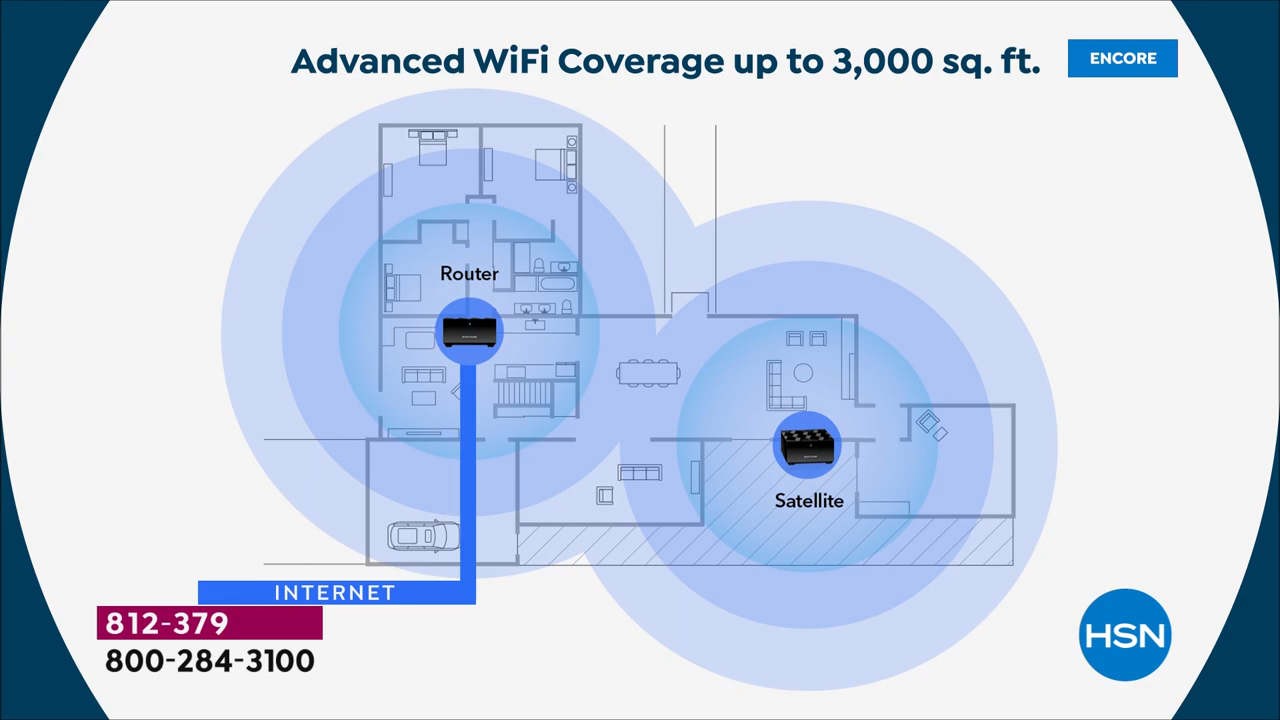 Advanced WiFi Coverage up to 3,000 sq. ft.
ENCORE
Router
Satellite
INTERNET
812-379
800-284-3100
HSN